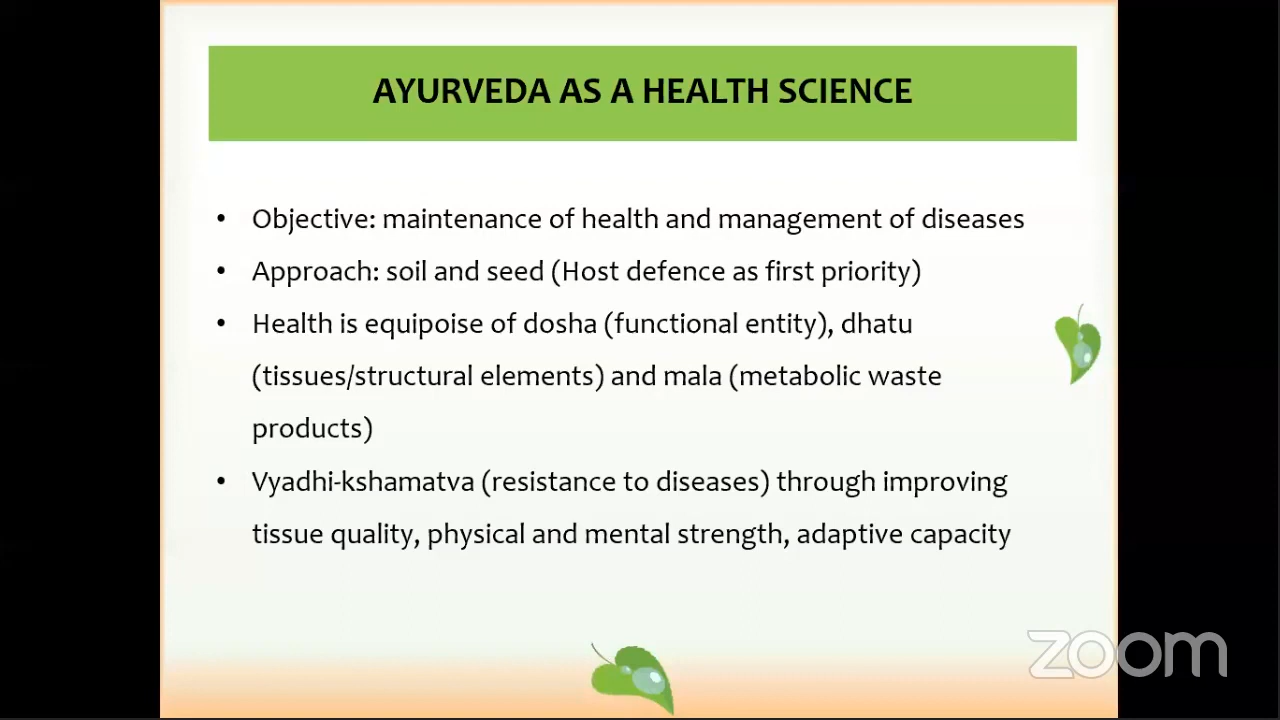 AYURVEDA AS A HEALTH SCIENCE
• Objective: maintenance of health and management of diseases
• Approach: soil and seed (Host defence as first priority)
• Health is equipoise of dosha (functional entity), dhatu
(tissues/structural elements) and mala (metabolic waste
products)
• Vyadhi-kshamatva (resistance to diseases) through improving
tissue quality, physical and mental strength, adaptive capacity
zoom